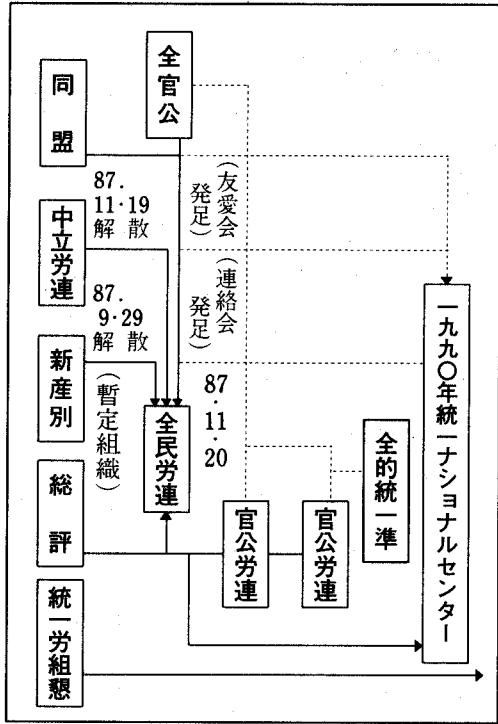 全官公
同盟
87.
11·19
解散
(友愛会
発足)
中立労連
87.
9·29
解散
(連絡会
発足)
新産別
(暫定組織)
全民労連
87·11·20
総評
官公労連
官公労連
全的統一準
一九九〇年統一ナショナルセンター
統一労組懇